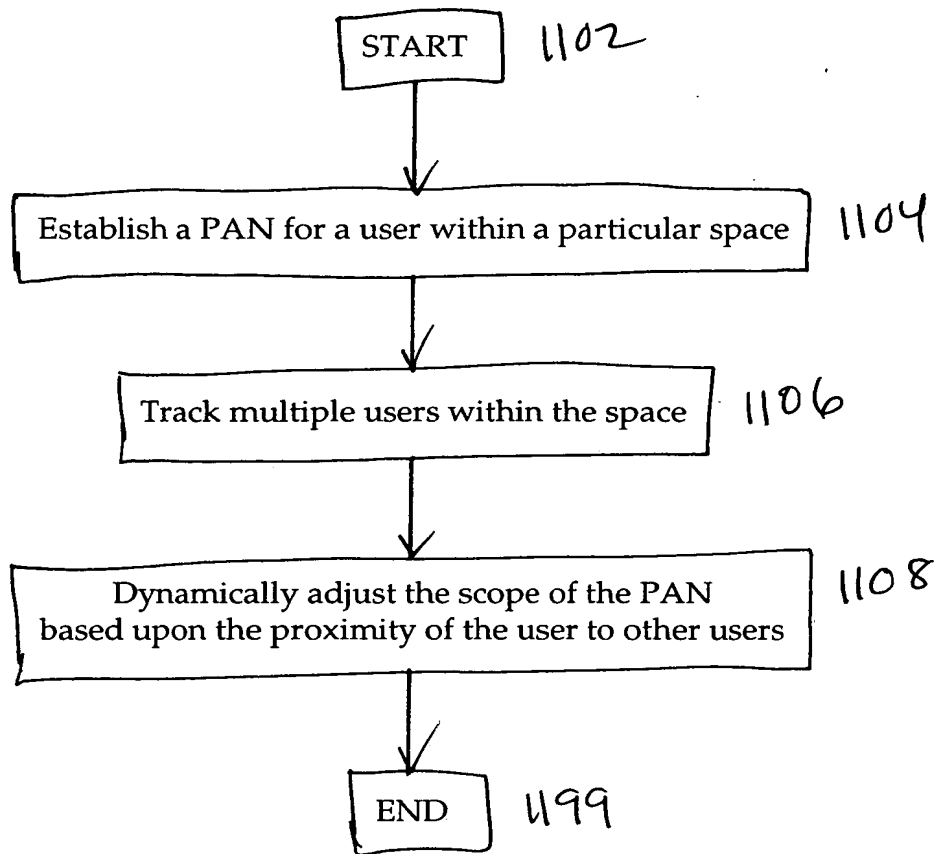 START 1102
Establish a PAN for a user within a particular space 1104
Track multiple users within the space 1106
Dynamically adjust the scope of the PAN 1108
based upon the proximity of the user to other users
END 1199